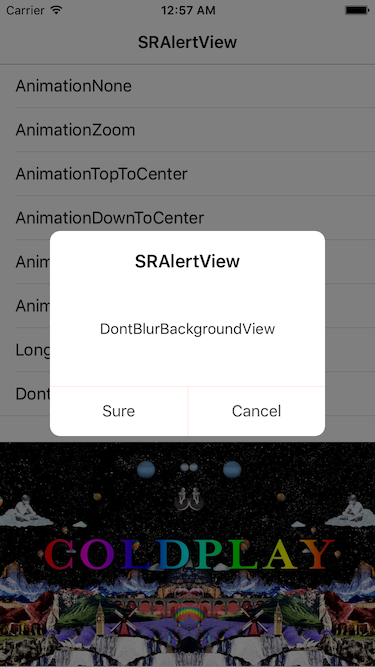 Carrier 12:57 AM
SRAlertView
AnimationNone
AnimationZoom
AnimationTopToCenter
AnimationDownToCenter
Anim
SRAlertView
Anim
DontBlurBackgroundView
Long
Dont
Sure Cancel
COLDPLAY